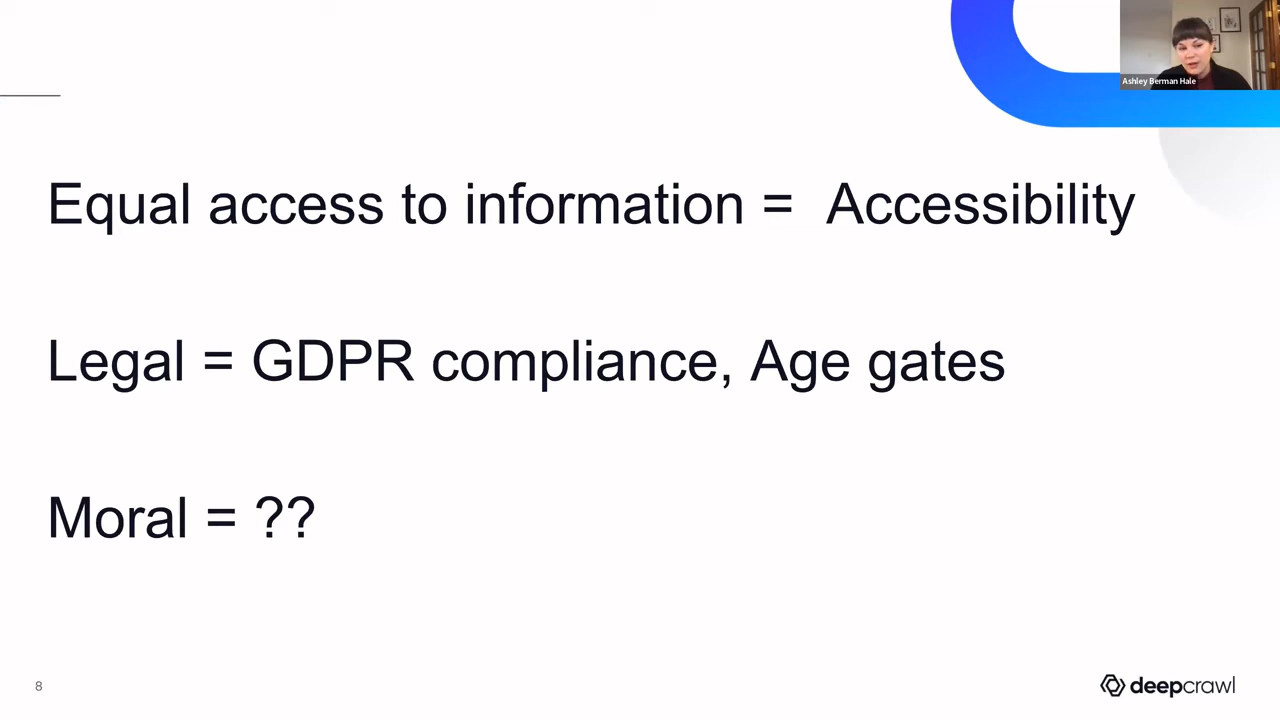 Ashley Berman Hale
Equal access to information = Accessibility
Legal = GDPR compliance, Age gates
Moral = ??
8
deepcrawl